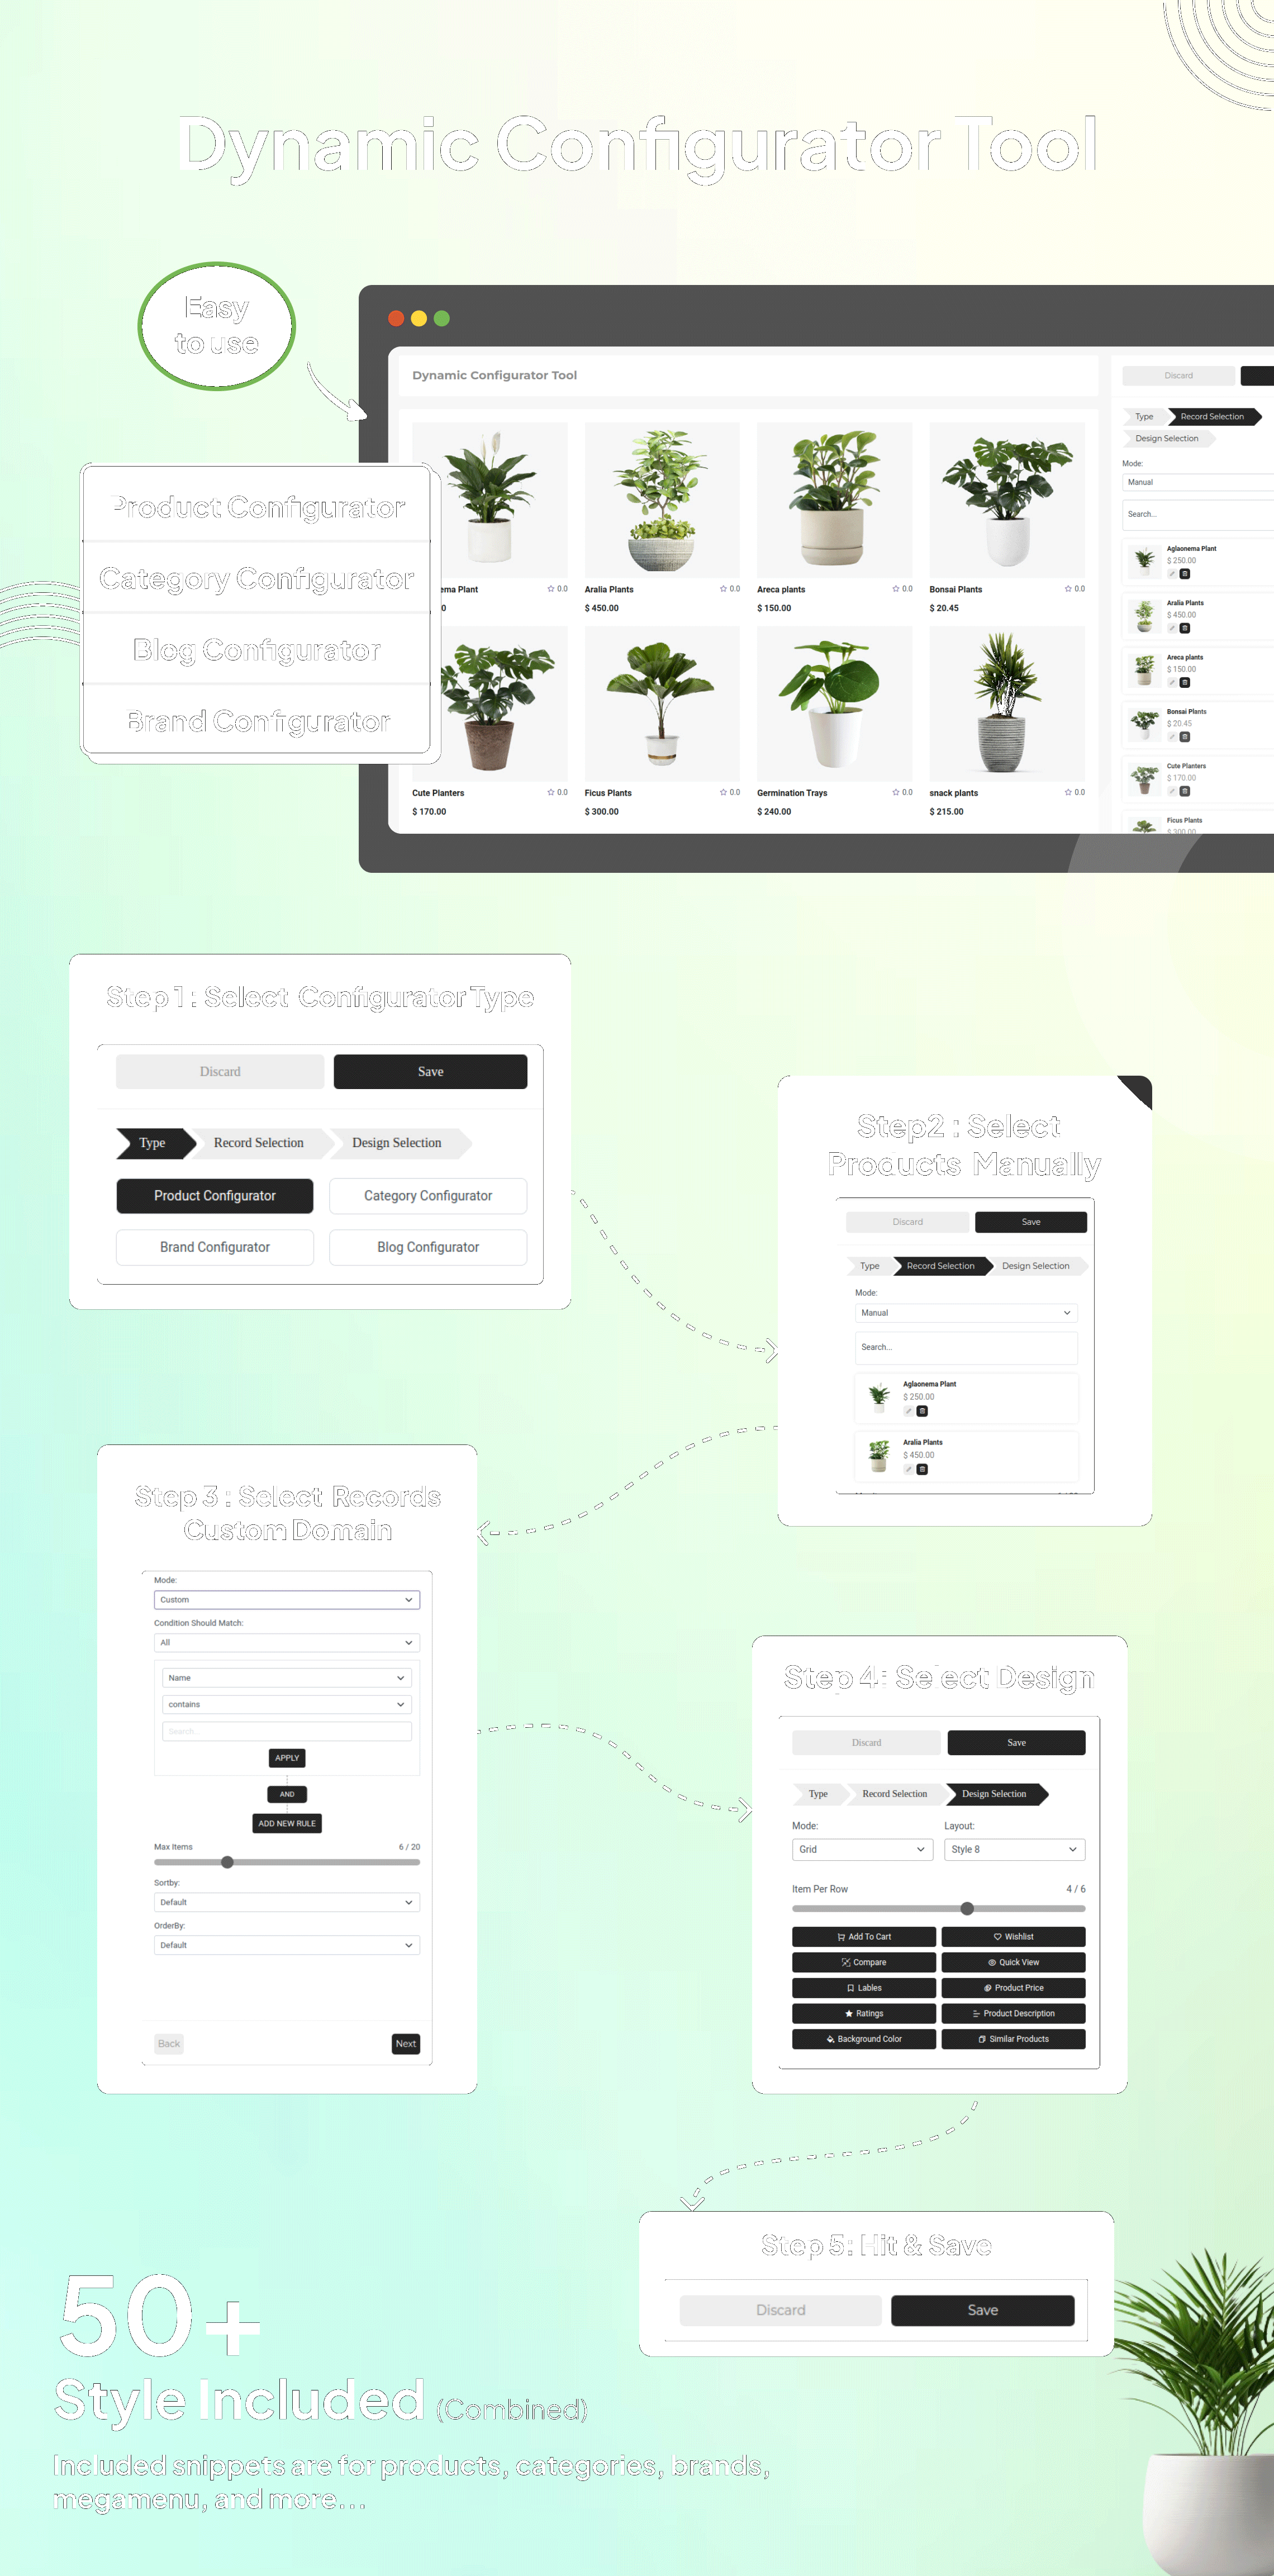 Dynamic Configurator Tool
Easy
to use
Product Configurator
Category Configurator
Blog Configurator
Brand Configurator
Dynamic Configurator Tool
ema Plant ☆ 0.0
0
Aralia Plants ☆ 0.0
$ 450.00
Areca plants ☆ 0.0
$ 150.00
Bonsai Plants ☆ 0.0
$ 20.45
Cute Planters ☆ 0.0
$ 170.00
Ficus Plants ☆ 0.0
$ 300.00
Germination Trays ☆ 0.0
$ 240.00
snack plants ☆ 0.0
$ 215.00
Discard
Type Record Selection
Design Selection
Mode:
Manual
Search...
Aglaonema Plant
$ 250.00
Aralia Plants
$ 450.00
Areca plants
$ 150.00
Bonsai Plants
$ 20.45
Cute Planters
$ 170.00
Ficus Plants
$ 300.00
Step 1 : Select Configurator Type
Discard Save
Type Record Selection Design Selection
Product Configurator Category Configurator
Brand Configurator Blog Configurator
Step2 : Select
Products Manually
Discard Save
Type Record Selection Design Selection
Mode:
Manual
Search...
Aglaonema Plant
$ 250.00
Aralia Plants
$ 450.00
Step 3 : Select Records
Custom Domain
Mode:
Custom
Condition Should Match:
All
Name
contains
Search...
APPLY
AND
ADD NEW RULE
Max Items 6 / 20
Sortby:
Default
OrderBy:
Default
Back Next
Step 4: Select Design
Discard Save
Type Record Selection Design Selection
Mode: Layout:
Grid Style 8
Item Per Row 4 / 6
Add To Cart Wishlist
Compare Quick View
Lables Product Price
Ratings Product Description
Background Color Similar Products
Step 5: Hit & Save
Discard Save
50+
Style Included (Combined)
Included snippets are for products, categories, brands,
megamenu, and more...